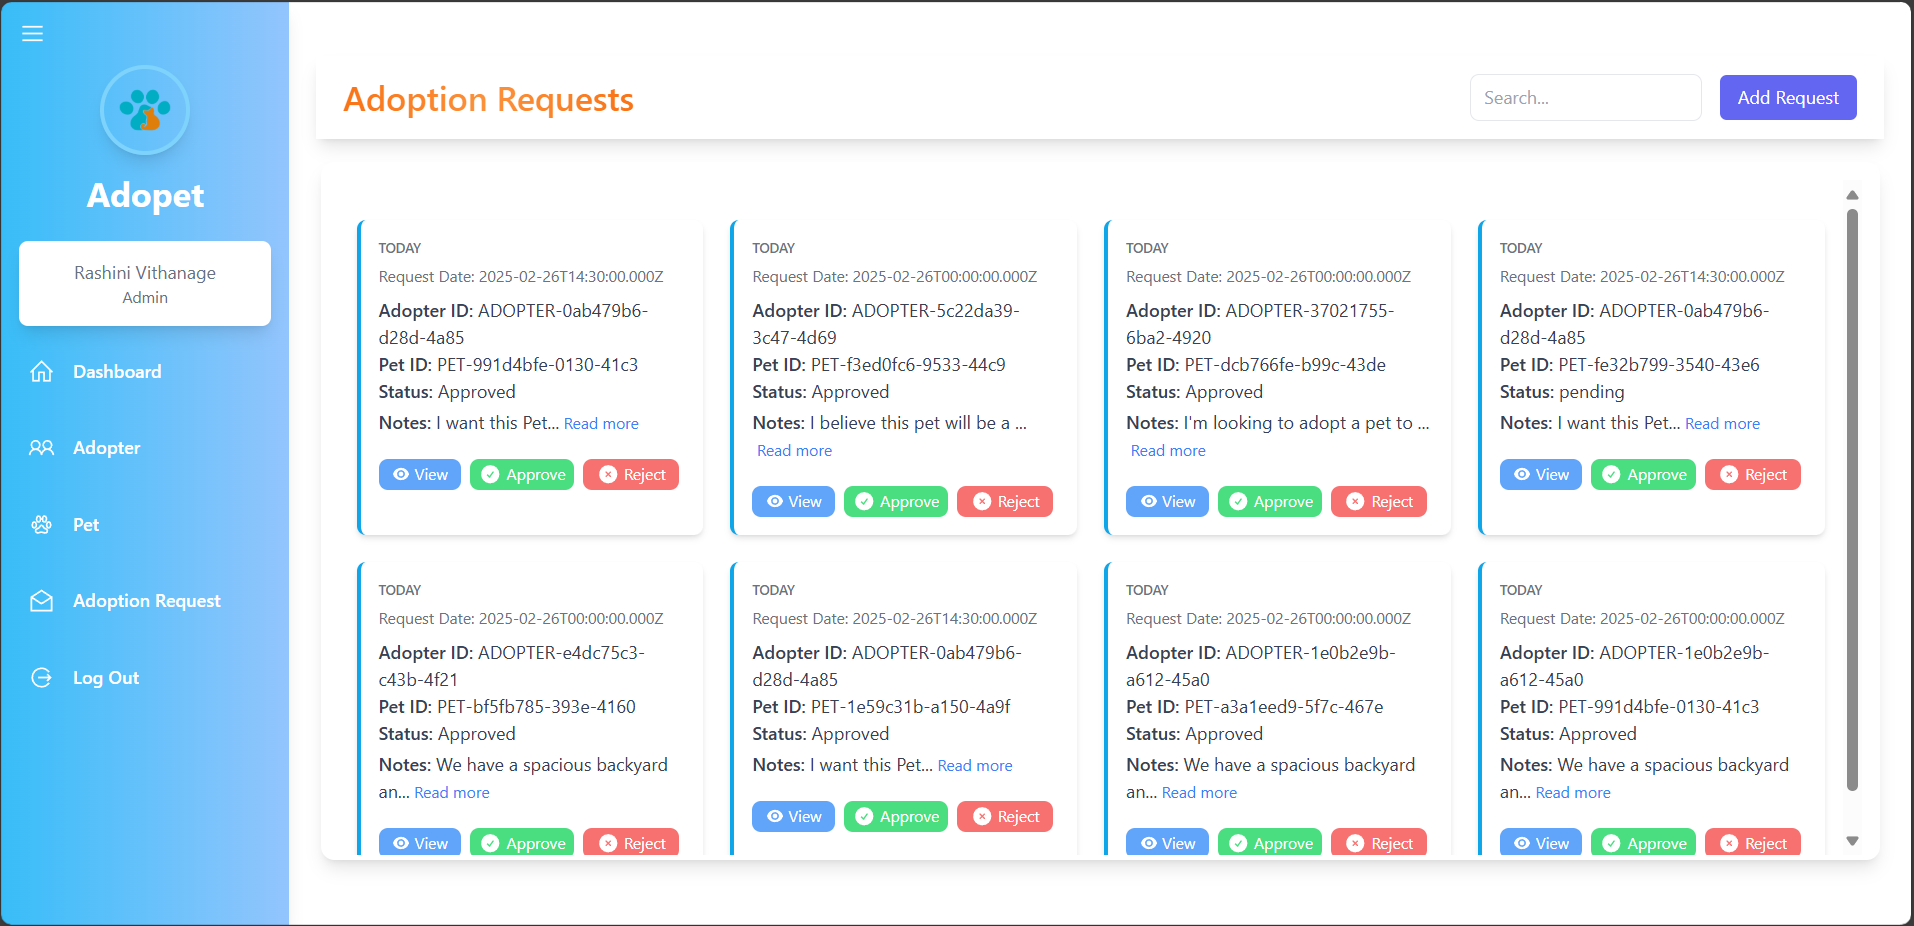 Adopet
Rashini Vithanage
Admin
Dashboard
Adopter
Pet
Adoption Request
Log Out
Adoption Requests
Search...
Add Request
TODAY
Request Date: 2025-02-26T14:30:00.000Z
Adopter ID: ADOPTER-0ab479b6-
d28d-4a85
Pet ID: PET-991d4bfe-0130-41c3
Status: Approved
Notes: I want this Pet... Read more
View Approve Reject
TODAY
Request Date: 2025-02-26T00:00:00.000Z
Adopter ID: ADOPTER-5c22da39-
3c47-4d69
Pet ID: PET-f3ed0fc6-9533-44c9
Status: Approved
Notes: I believe this pet will be a ...
Read more
View Approve Reject
TODAY
Request Date: 2025-02-26T00:00:00.000Z
Adopter ID: ADOPTER-37021755-
6ba2-4920
Pet ID: PET-dcb766fe-b99c-43de
Status: Approved
Notes: I'm looking to adopt a pet to ...
Read more
View Approve Reject
TODAY
Request Date: 2025-02-26T14:30:00.000Z
Adopter ID: ADOPTER-0ab479b6-
d28d-4a85
Pet ID: PET-fe32b799-3540-43e6
Status: pending
Notes: I want this Pet... Read more
View Approve Reject
TODAY
Request Date: 2025-02-26T00:00:00.000Z
Adopter ID: ADOPTER-e4dc75c3-
c43b-4f21
Pet ID: PET-bf5fb785-393e-4160
Status: Approved
Notes: We have a spacious backyard
an... Read more
View Approve Reject
TODAY
Request Date: 2025-02-26T14:30:00.000Z
Adopter ID: ADOPTER-0ab479b6-
d28d-4a85
Pet ID: PET-1e59c31b-a150-4a9f
Status: Approved
Notes: I want this Pet... Read more
View Approve Reject
TODAY
Request Date: 2025-02-26T00:00:00.000Z
Adopter ID: ADOPTER-1e0b2e9b-
a612-45a0
Pet ID: PET-a3a1eed9-5f7c-467e
Status: Approved
Notes: We have a spacious backyard
an... Read more
View Approve Reject
TODAY
Request Date: 2025-02-26T00:00:00.000Z
Adopter ID: ADOPTER-1e0b2e9b-
a612-45a0
Pet ID: PET-991d4bfe-0130-41c3
Status: Approved
Notes: We have a spacious backyard
an... Read more
View Approve Reject